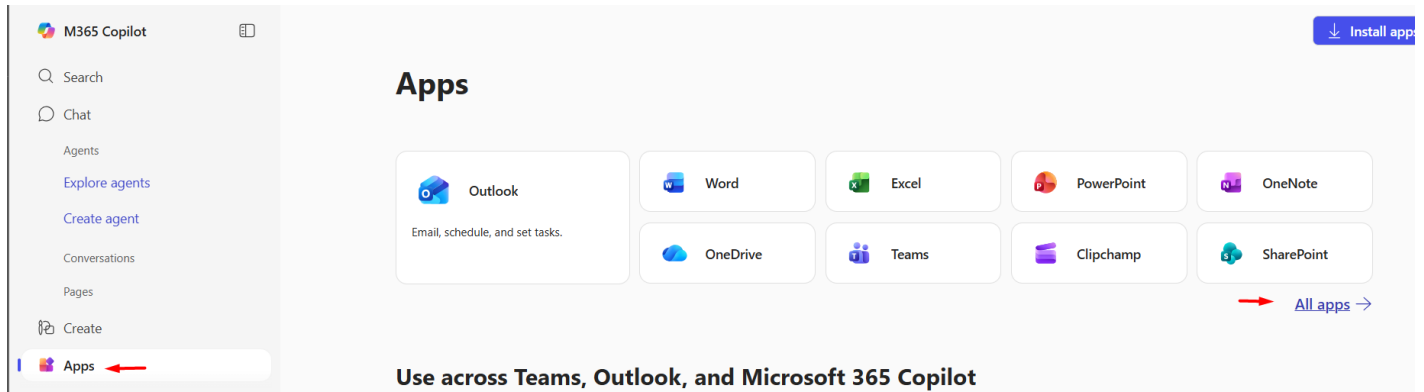 M365 Copilot
Search
Chat
Agents
Explore agents
Create agent
Conversations
Pages
Create
Apps
Install apps
Apps
Outlook
Email, schedule, and set tasks.
Word
Excel
PowerPoint
OneNote
OneDrive
Teams
Clipchamp
SharePoint
All apps
Use across Teams, Outlook, and Microsoft 365 Copilot